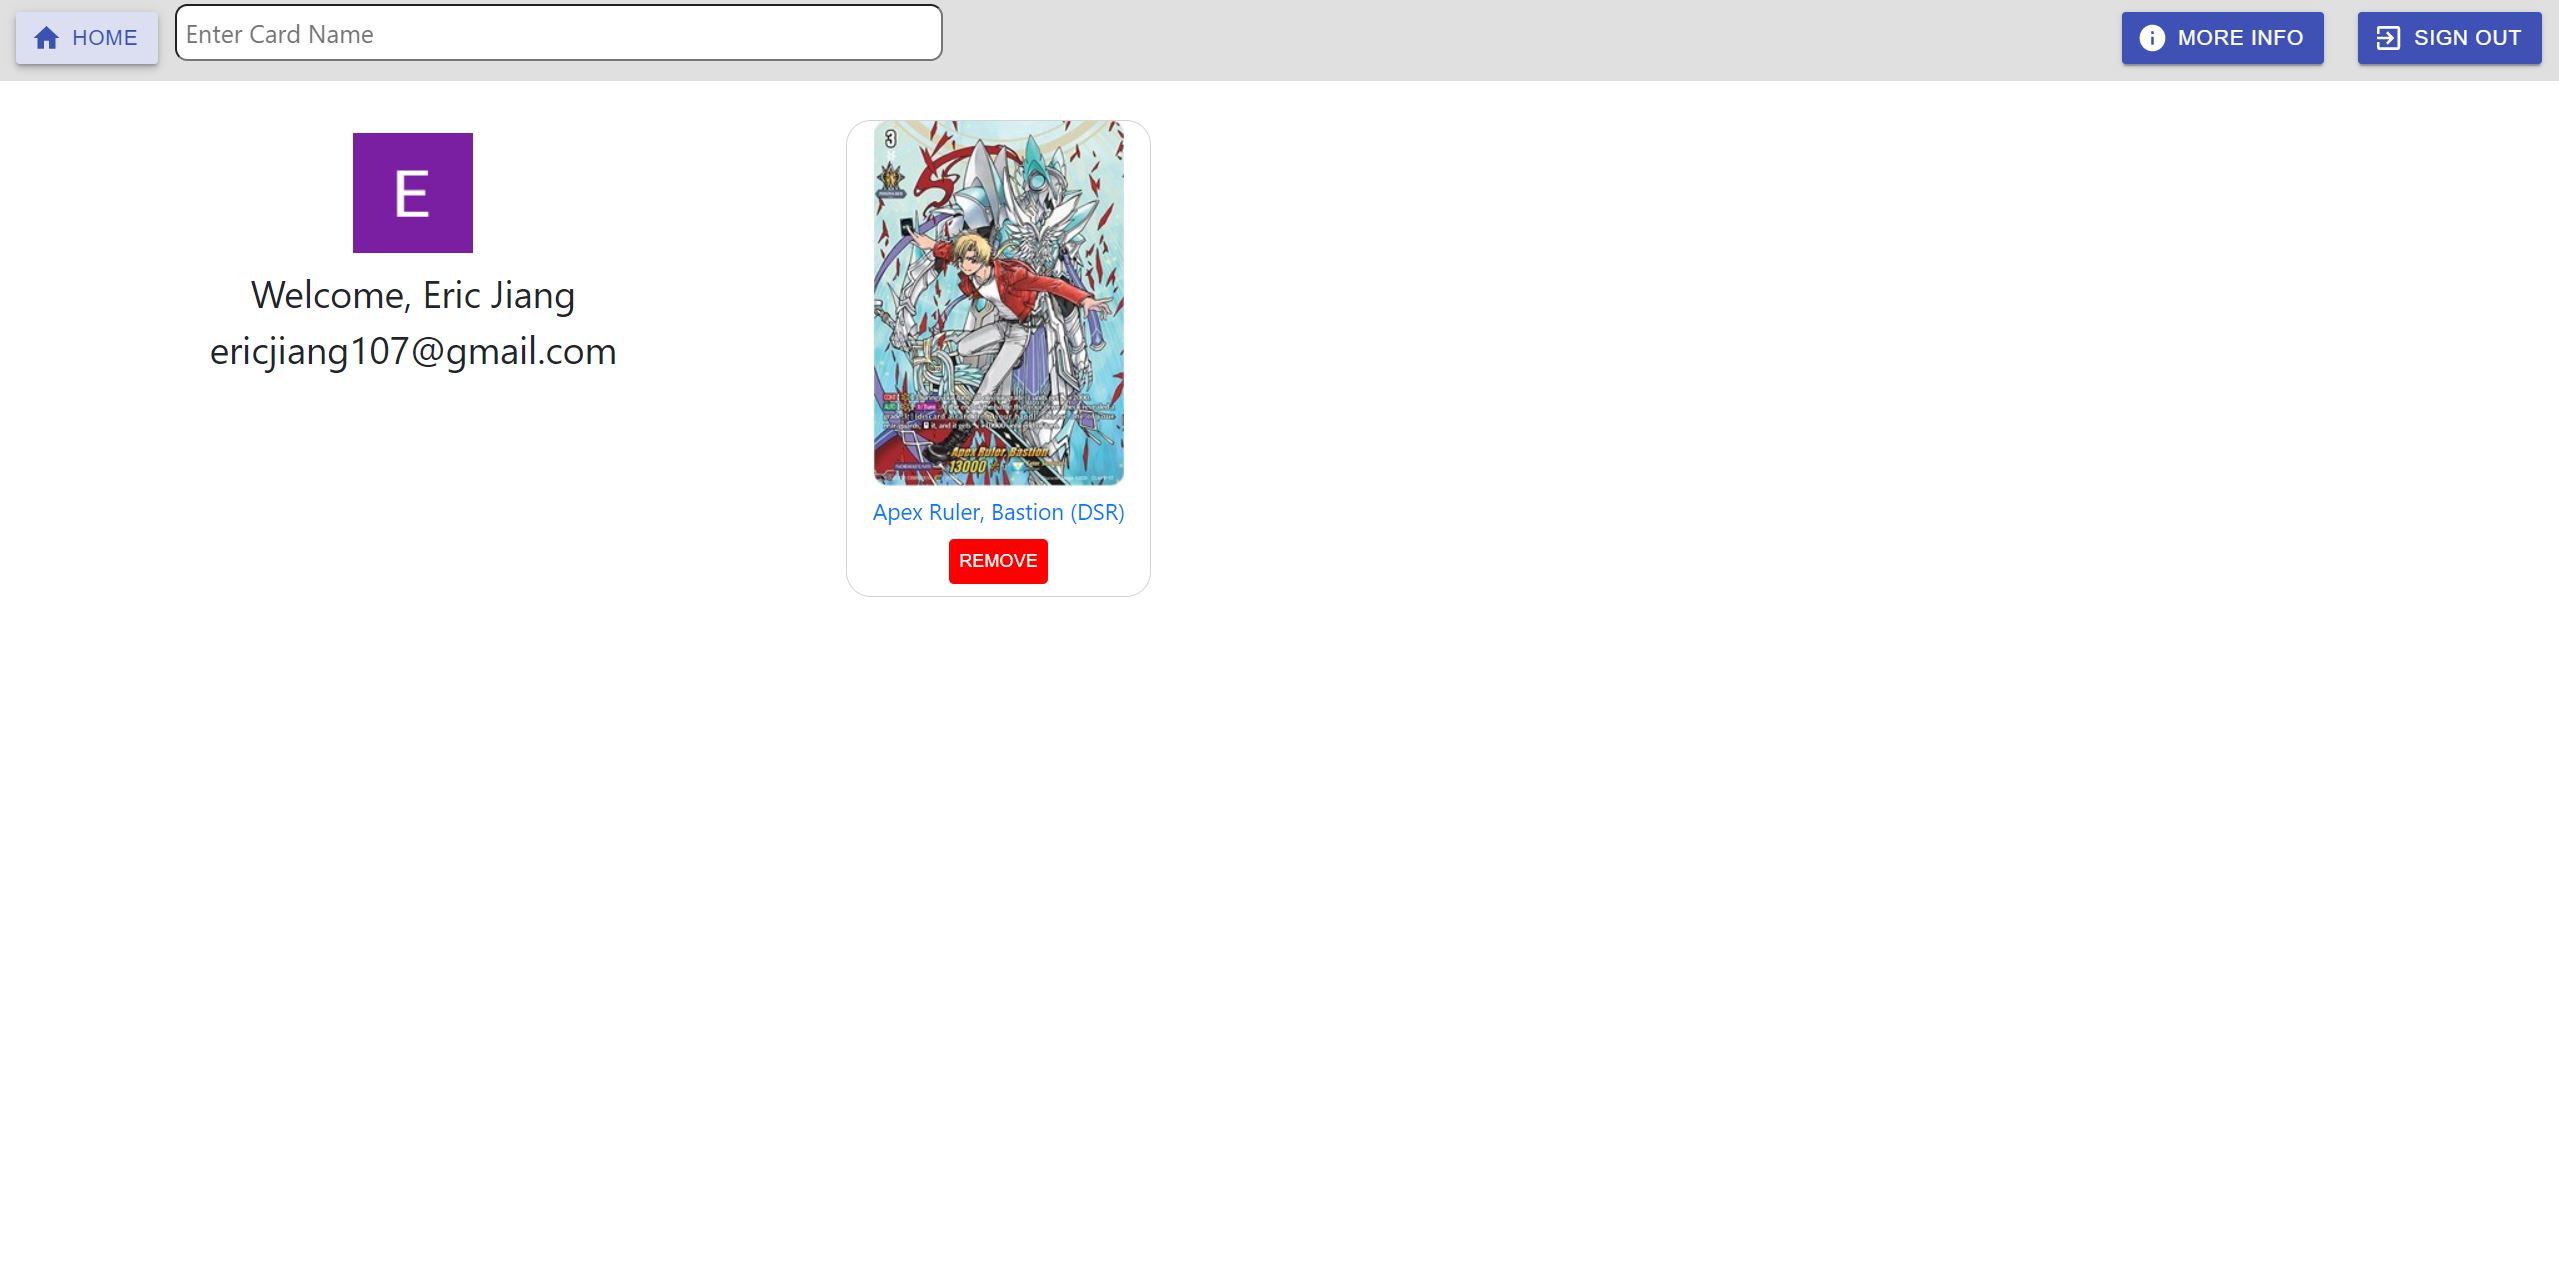 HOME
Enter Card Name
MORE INFO
SIGN OUT
E
Welcome, Eric Jiang
ericjiang107@gmail.com
3
Apex Ruler, Bastion
13000
Apex Ruler, Bastion (DSR)
REMOVE